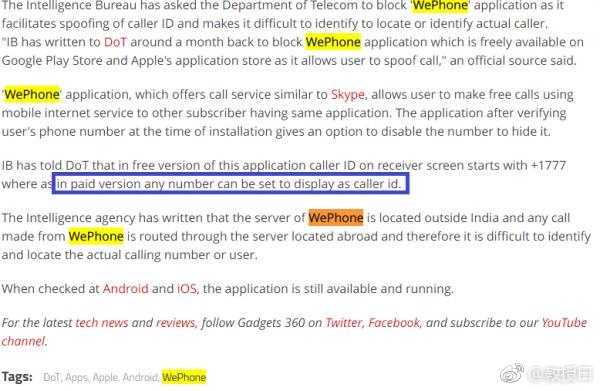 The Intelligence Bureau has asked the Department of Telecom to block 'WePhone' application as it
facilitates spoofing of caller ID and makes it difficult to identify to locate or identify actual caller.
"IB has written to DoT around a month back to block WePhone application which is freely available on
Google Play Store and Apple's application store as it allows user to spoof call," an official source said.
'WePhone' application, which offers call service similar to Skype, allows user to make free calls using
mobile internet service to other subscriber having same application. The application after verifying
user's phone number at the time of installation gives an option to disable the number to hide it.
IB has told DoT that in free version of this application caller ID on receiver screen starts with +1777
where as in paid version any number can be set to display as caller id.
The Intelligence agency has written that the server of WePhone is located outside India and any call
made from WePhone is routed through the server located abroad and therefore it is difficult to identify
and locate the actual calling number or user.
When checked at Android and iOS, the application is still available and running.
For the latest tech news and reviews, follow Gadgets 360 on Twitter, Facebook, and subscribe to our YouTube
channel.
Tags: DoT, Apps, Apple. Android, WePhone
@教授曰